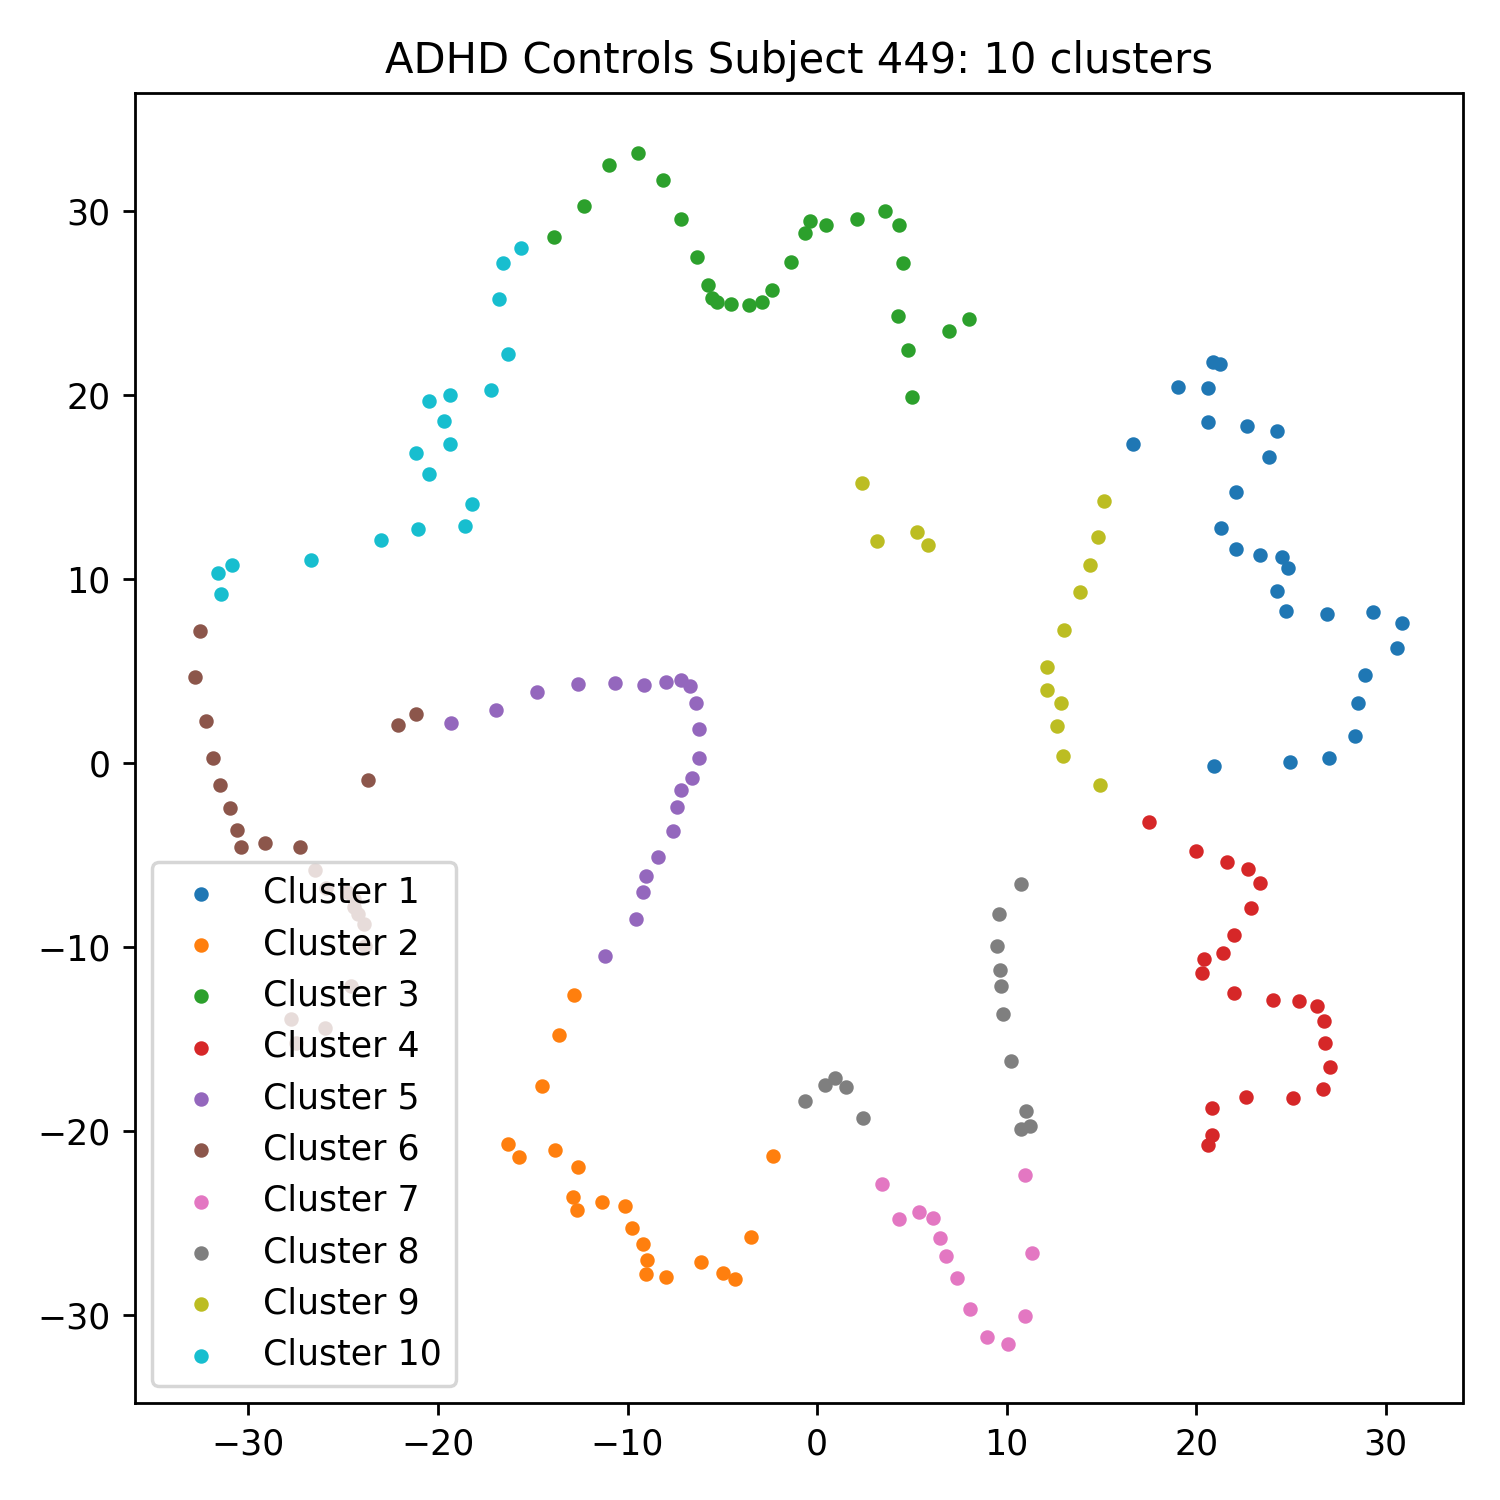 ADHD Controls Subject 449: 10 clusters
30
20
10
0
−10
−20
−30
Cluster 1
Cluster 2
Cluster 3
Cluster 4
Cluster 5
Cluster 6
Cluster 7
Cluster 8
Cluster 9
Cluster 10
−30
−20
−10
0
10
20
30